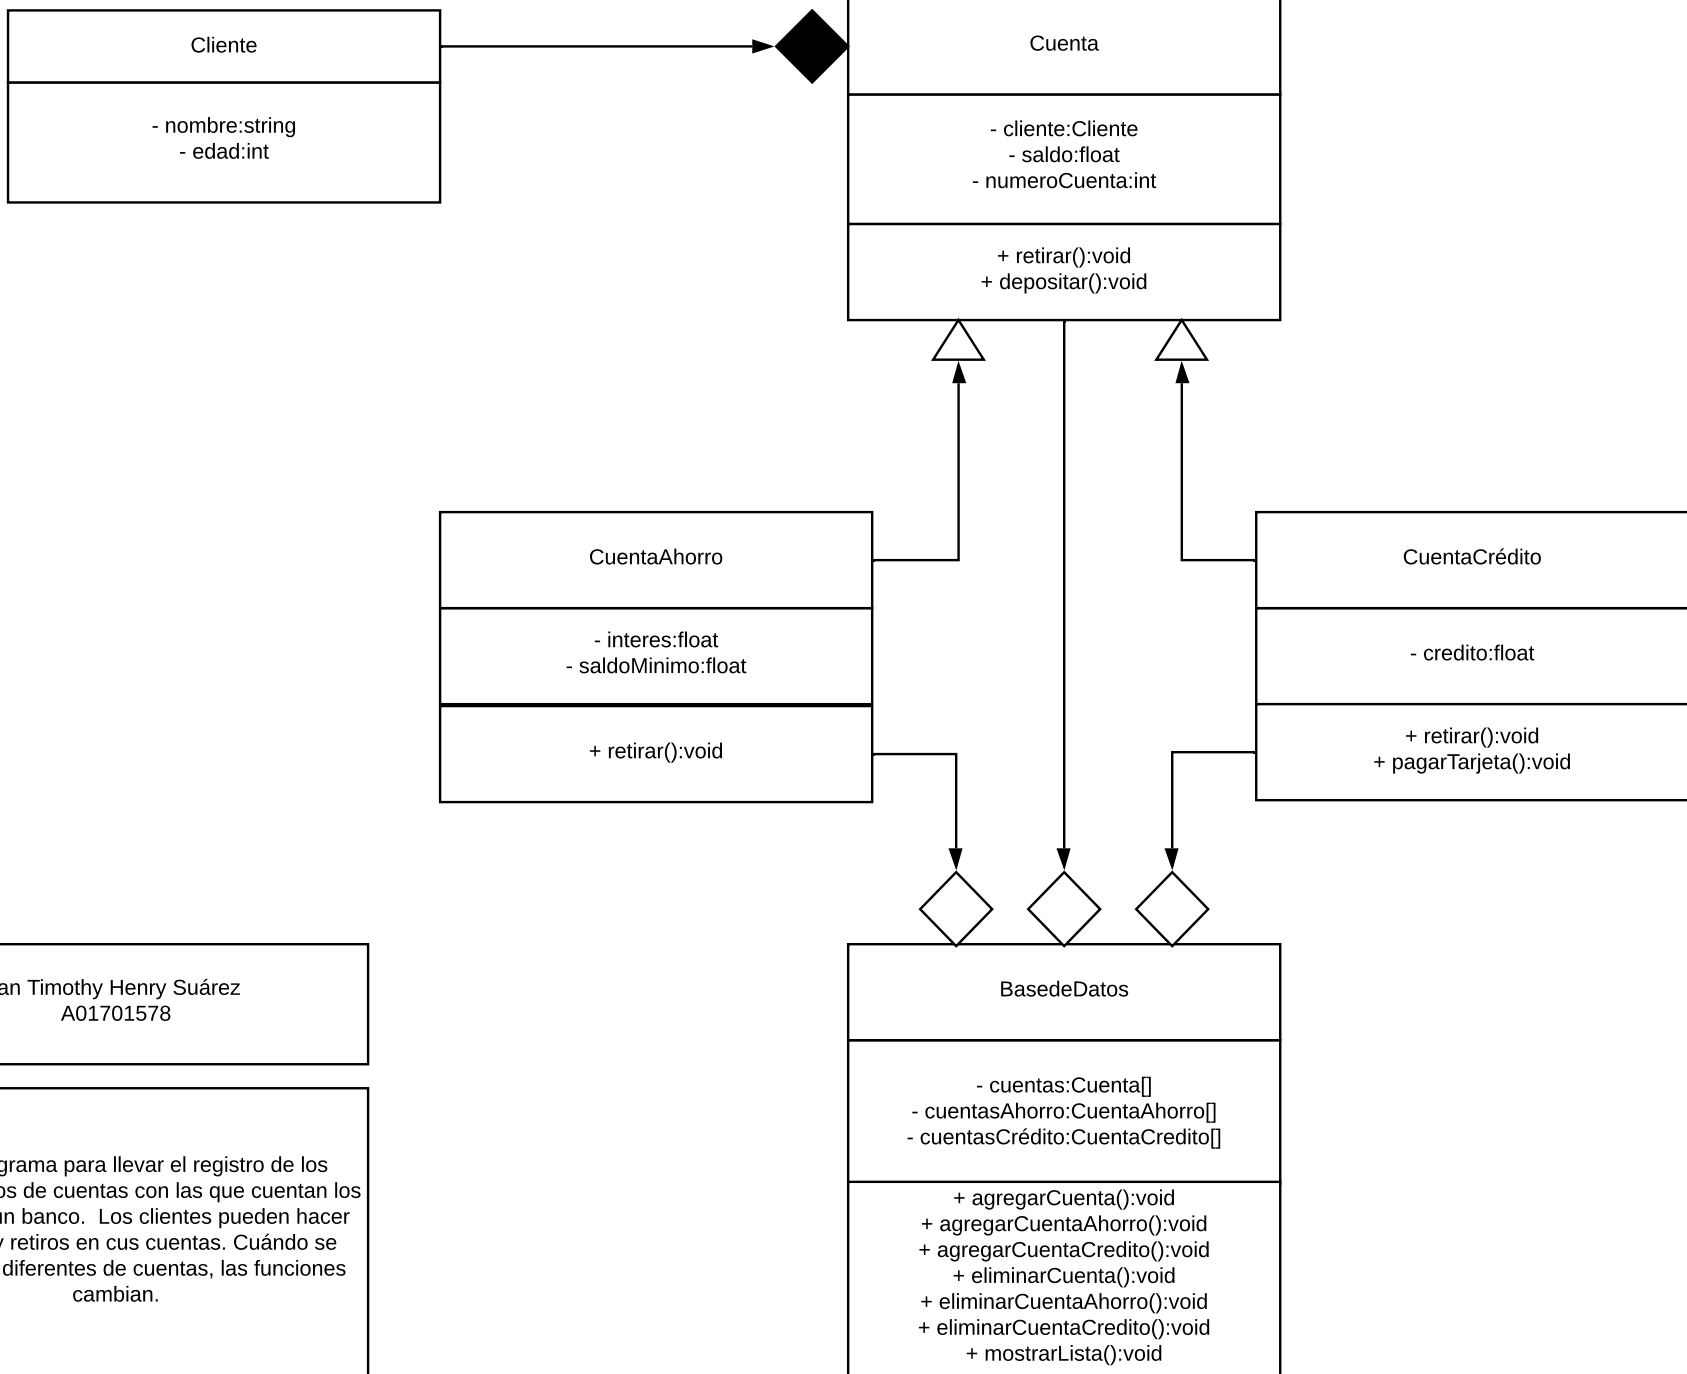 Cliente
- nombre:string
- edad:int
Cuenta
- cliente:Cliente
- saldo:float
- numeroCuenta:int
+ retirar():void
+ depositar():void
CuentaAhorro
- interes:float
- saldoMinimo:float
+ retirar():void
CuentaCrédito
- credito:float
+ retirar():void
+ pagarTarjeta():void
Timothy Henry Suárez
A01701578
para llevar el registro de los
de cuentas con las que cuentan los
banco.  Los clientes pueden hacer
y retiros en cus cuentas. Cuándo se
diferentes de cuentas, las funciones
cambian.
BasedeDatos
- cuentas:Cuenta[]
- cuentasAhorro:CuentaAhorro[]
- cuentasCrédito:CuentaCredito[]
+ agregarCuenta():void
+ agregarCuentaAhorro():void
+ agregarCuentaCredito():void
+ eliminarCuenta():void
+ eliminarCuentaAhorro():void
+ eliminarCuentaCredito():void
+ mostrarLista():void